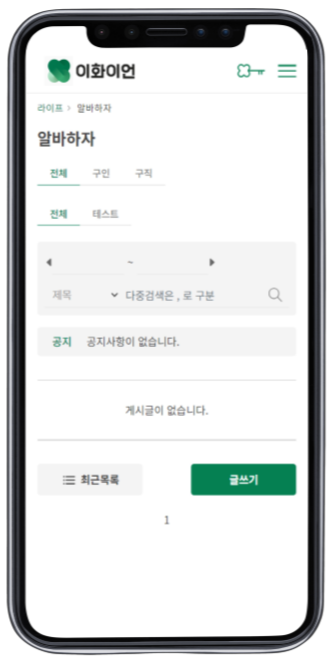 이화이언
라이프 > 알바하자
알바하자
전체 구인 구직
전체 테스트
~
제목 다중검색은 , 로 구분
공지 공지사항이 없습니다.
게시글이 없습니다.
최근목록 글쓰기
1